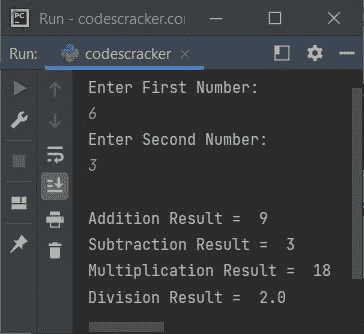 PC Run - codescracker.co
Run: codescracker
Enter First Number:
6
Enter Second Number:
3
Addition Result =  9
Subtraction Result =  3
Multiplication Result =  18
Division Result =  2.0